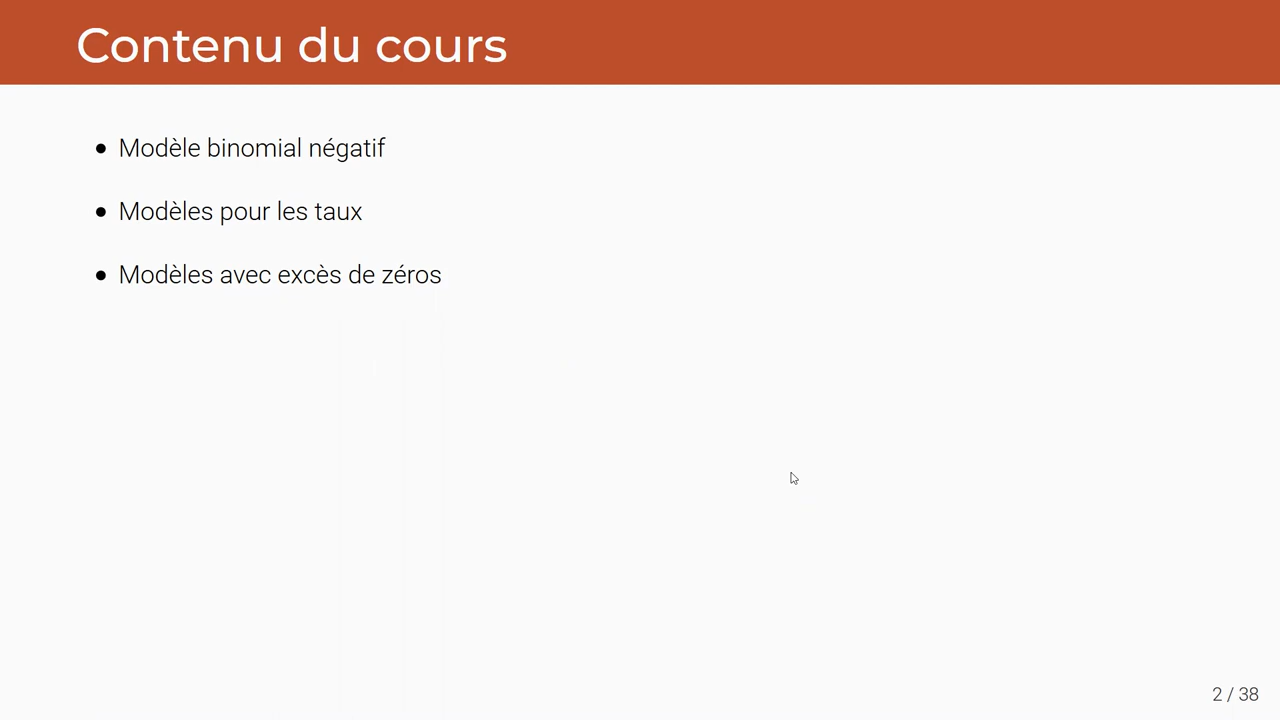 Contenu du cours
Modèle binomial négatif
Modèles pour les taux
Modèles avec excès de zéros
2 / 38